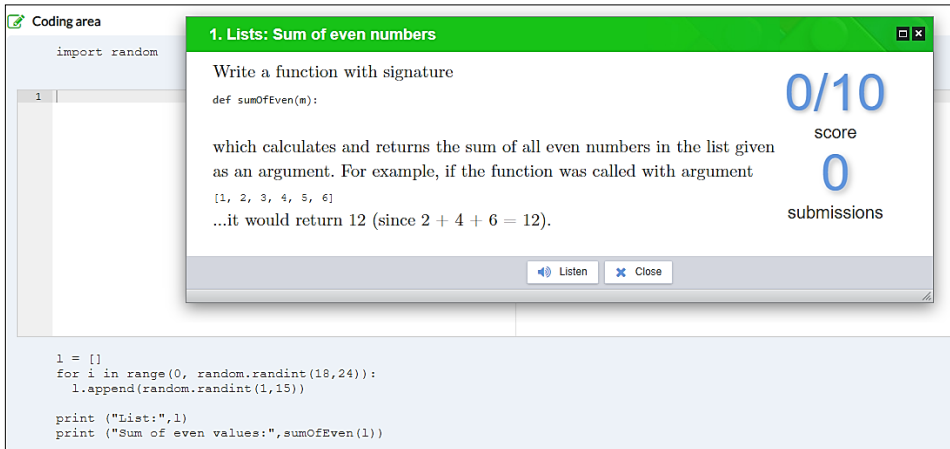 Coding area
import random
1
1. Lists: Sum of even numbers
Write a function with signature
def sumOfEven(m):
which calculates and returns the sum of all even numbers in the list given
as an argument. For example, if the function was called with argument
[1, 2, 3, 4, 5, 6]
...it would return 12 (since 2 + 4 + 6 = 12).
0/10
score
0
submissions
Listen
Close
l = []
for i in range(0, random.randint(18,24)):
  l.append(random.randint(1,15))
print ("List:",l)
print ("Sum of even values:",sumOfEven(l))